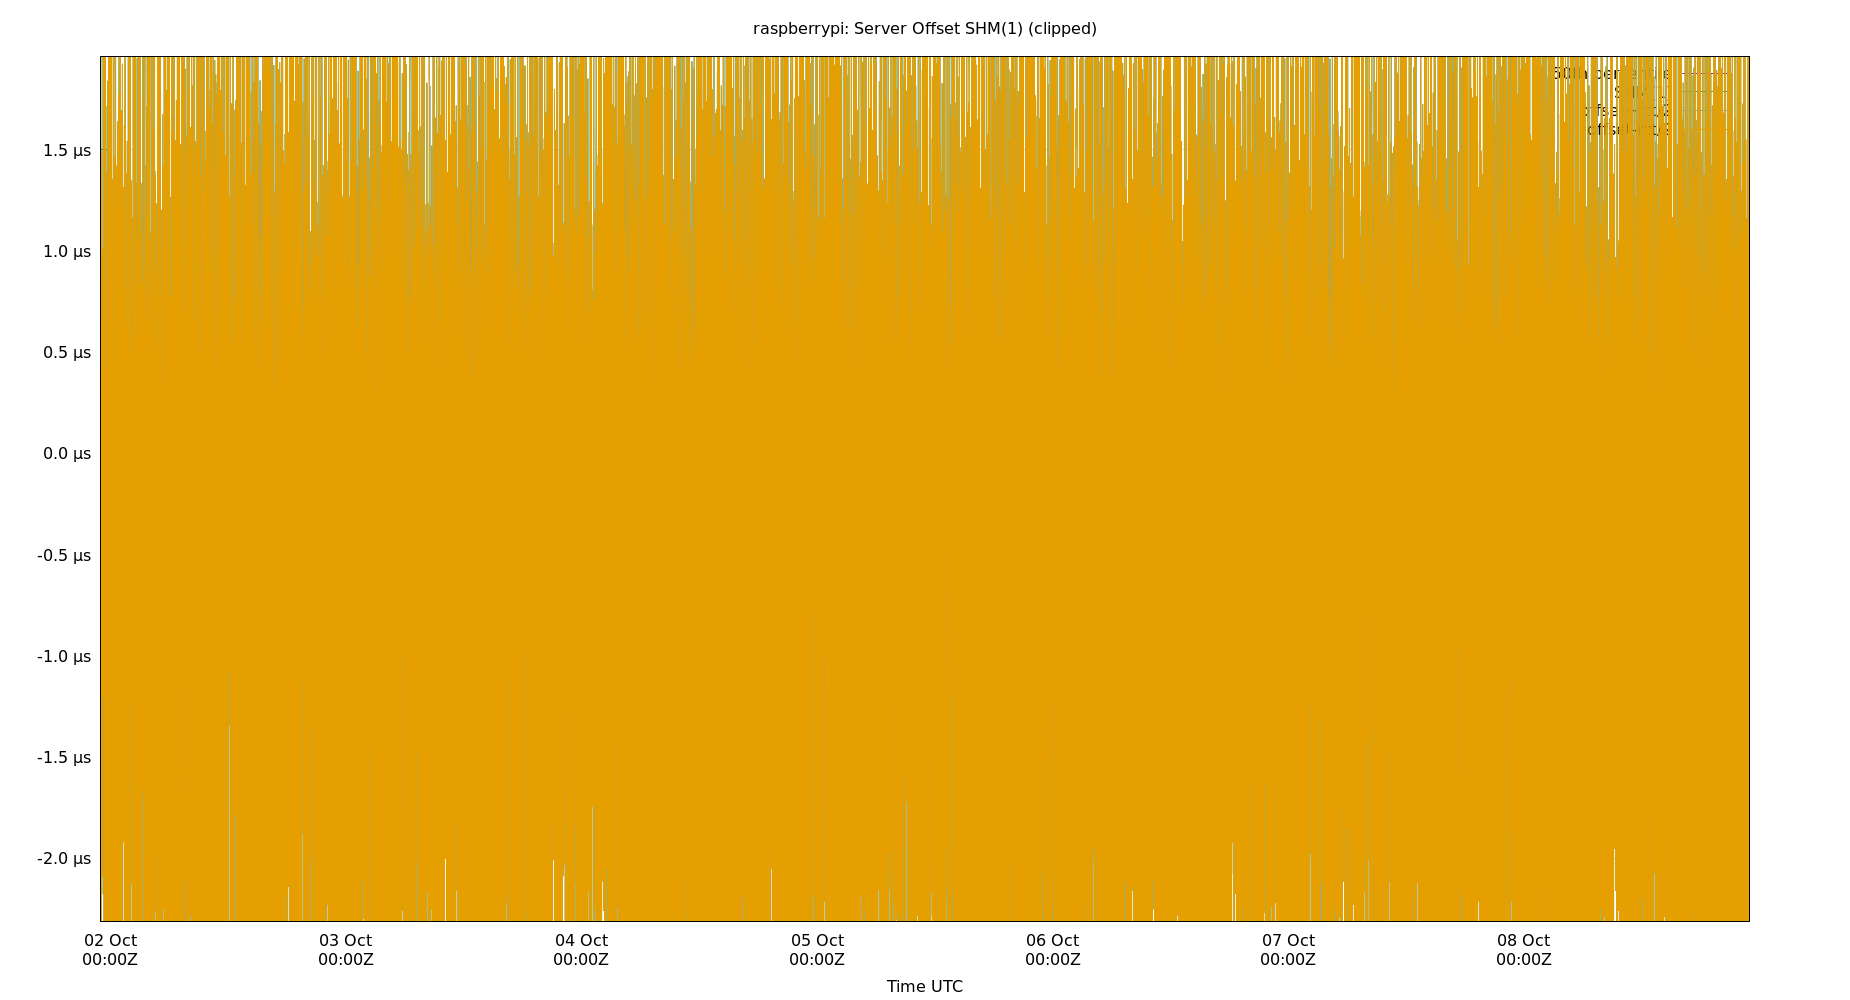 raspberrypi: Server Offset SHM(1) (clipped)
1.5 µs
1.0 µs
0.5 µs
0.0 µs
-0.5 µs
-1.0 µs
-1.5 µs
-2.0 µs
02 Oct 03 Oct 04 Oct 05 Oct 06 Oct 07 Oct 08 Oct
00:00Z 00:00Z 00:00Z 00:00Z 00:00Z 00:00Z 00:00Z
Time UTC